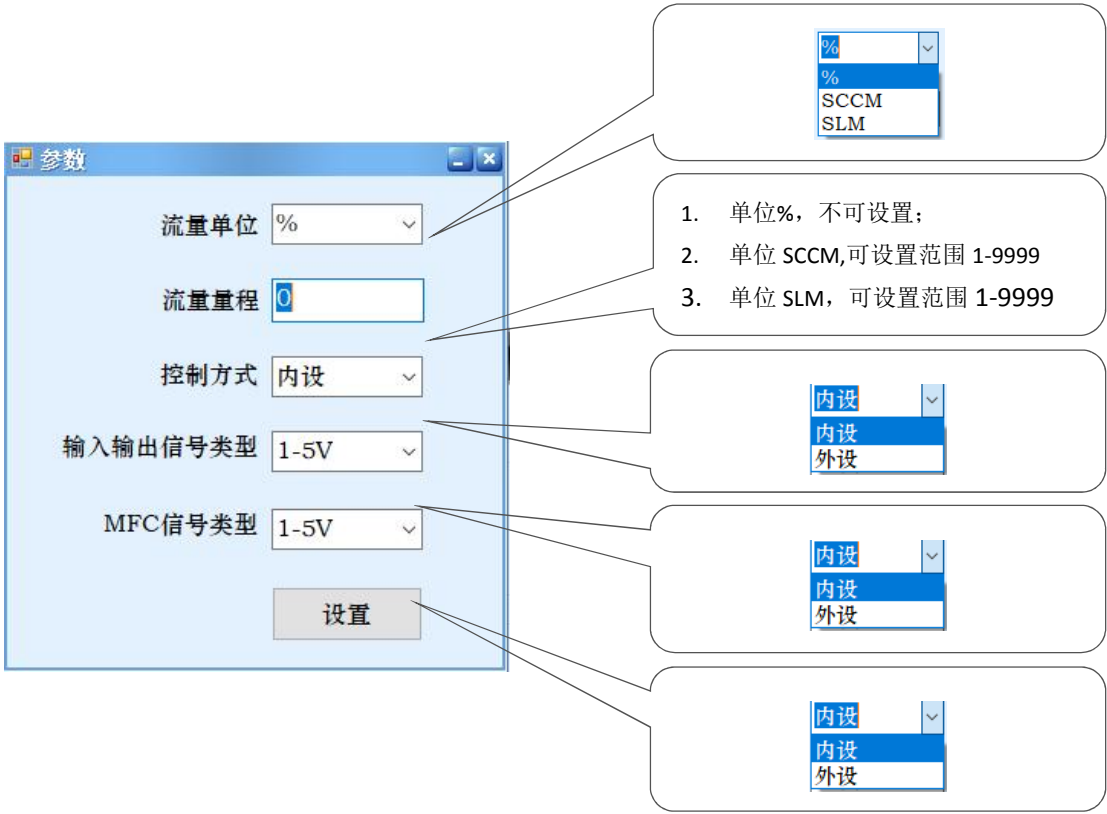 参数
流量单位 %
流量量程 0
控制方式 内设
输入输出信号类型 1-5V
MFC信号类型 1-5V
设置
%
%
SCCM
SLM
1. 单位%，不可设置；
2. 单位 SCCM,可设置范围 1-9999
3. 单位 SLM，可设置范围 1-9999
内设
内设
外设
内设
内设
外设
内设
内设
外设